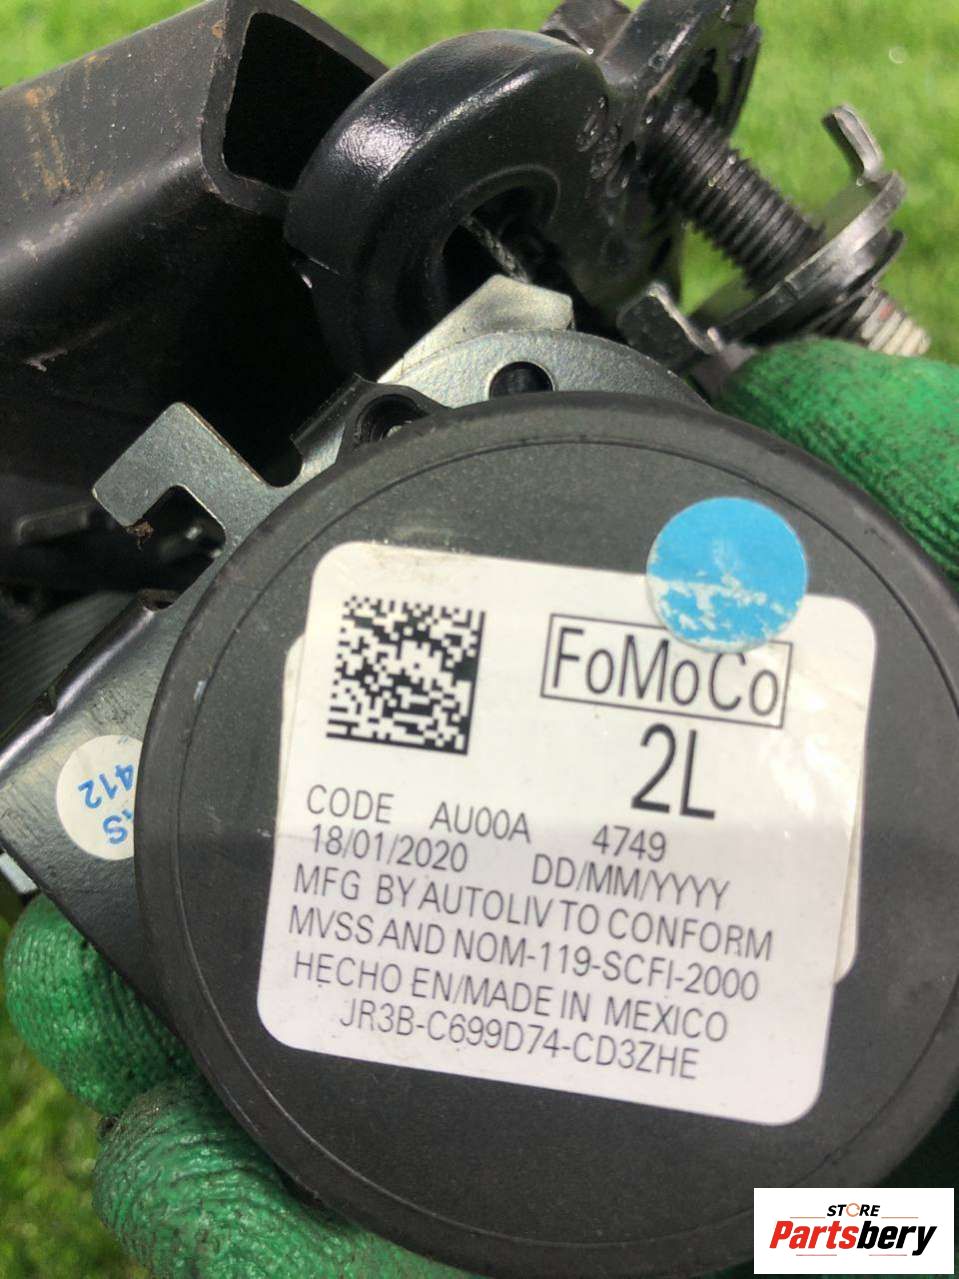 FoMoCo
2L
CODE AU00A 4749
18/01/2020 DD/MM/YYYY
MFG BY AUTOLIV TO CONFORM
MVSS AND NOM-119-SCFI-2000
HECHO EN/MADE IN MEXICO
JR3B-C699D74-CD3ZHE
412
STORE
Partsbery